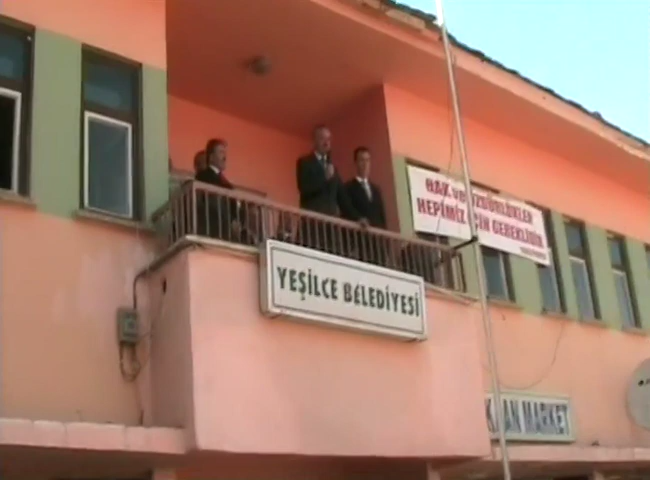 HAK ve ÖZGÜRLÜKLER
HEPİMİZ İÇİN GEREKLİDİR
YEŞİLCE BELEDİYESİ
MARKET